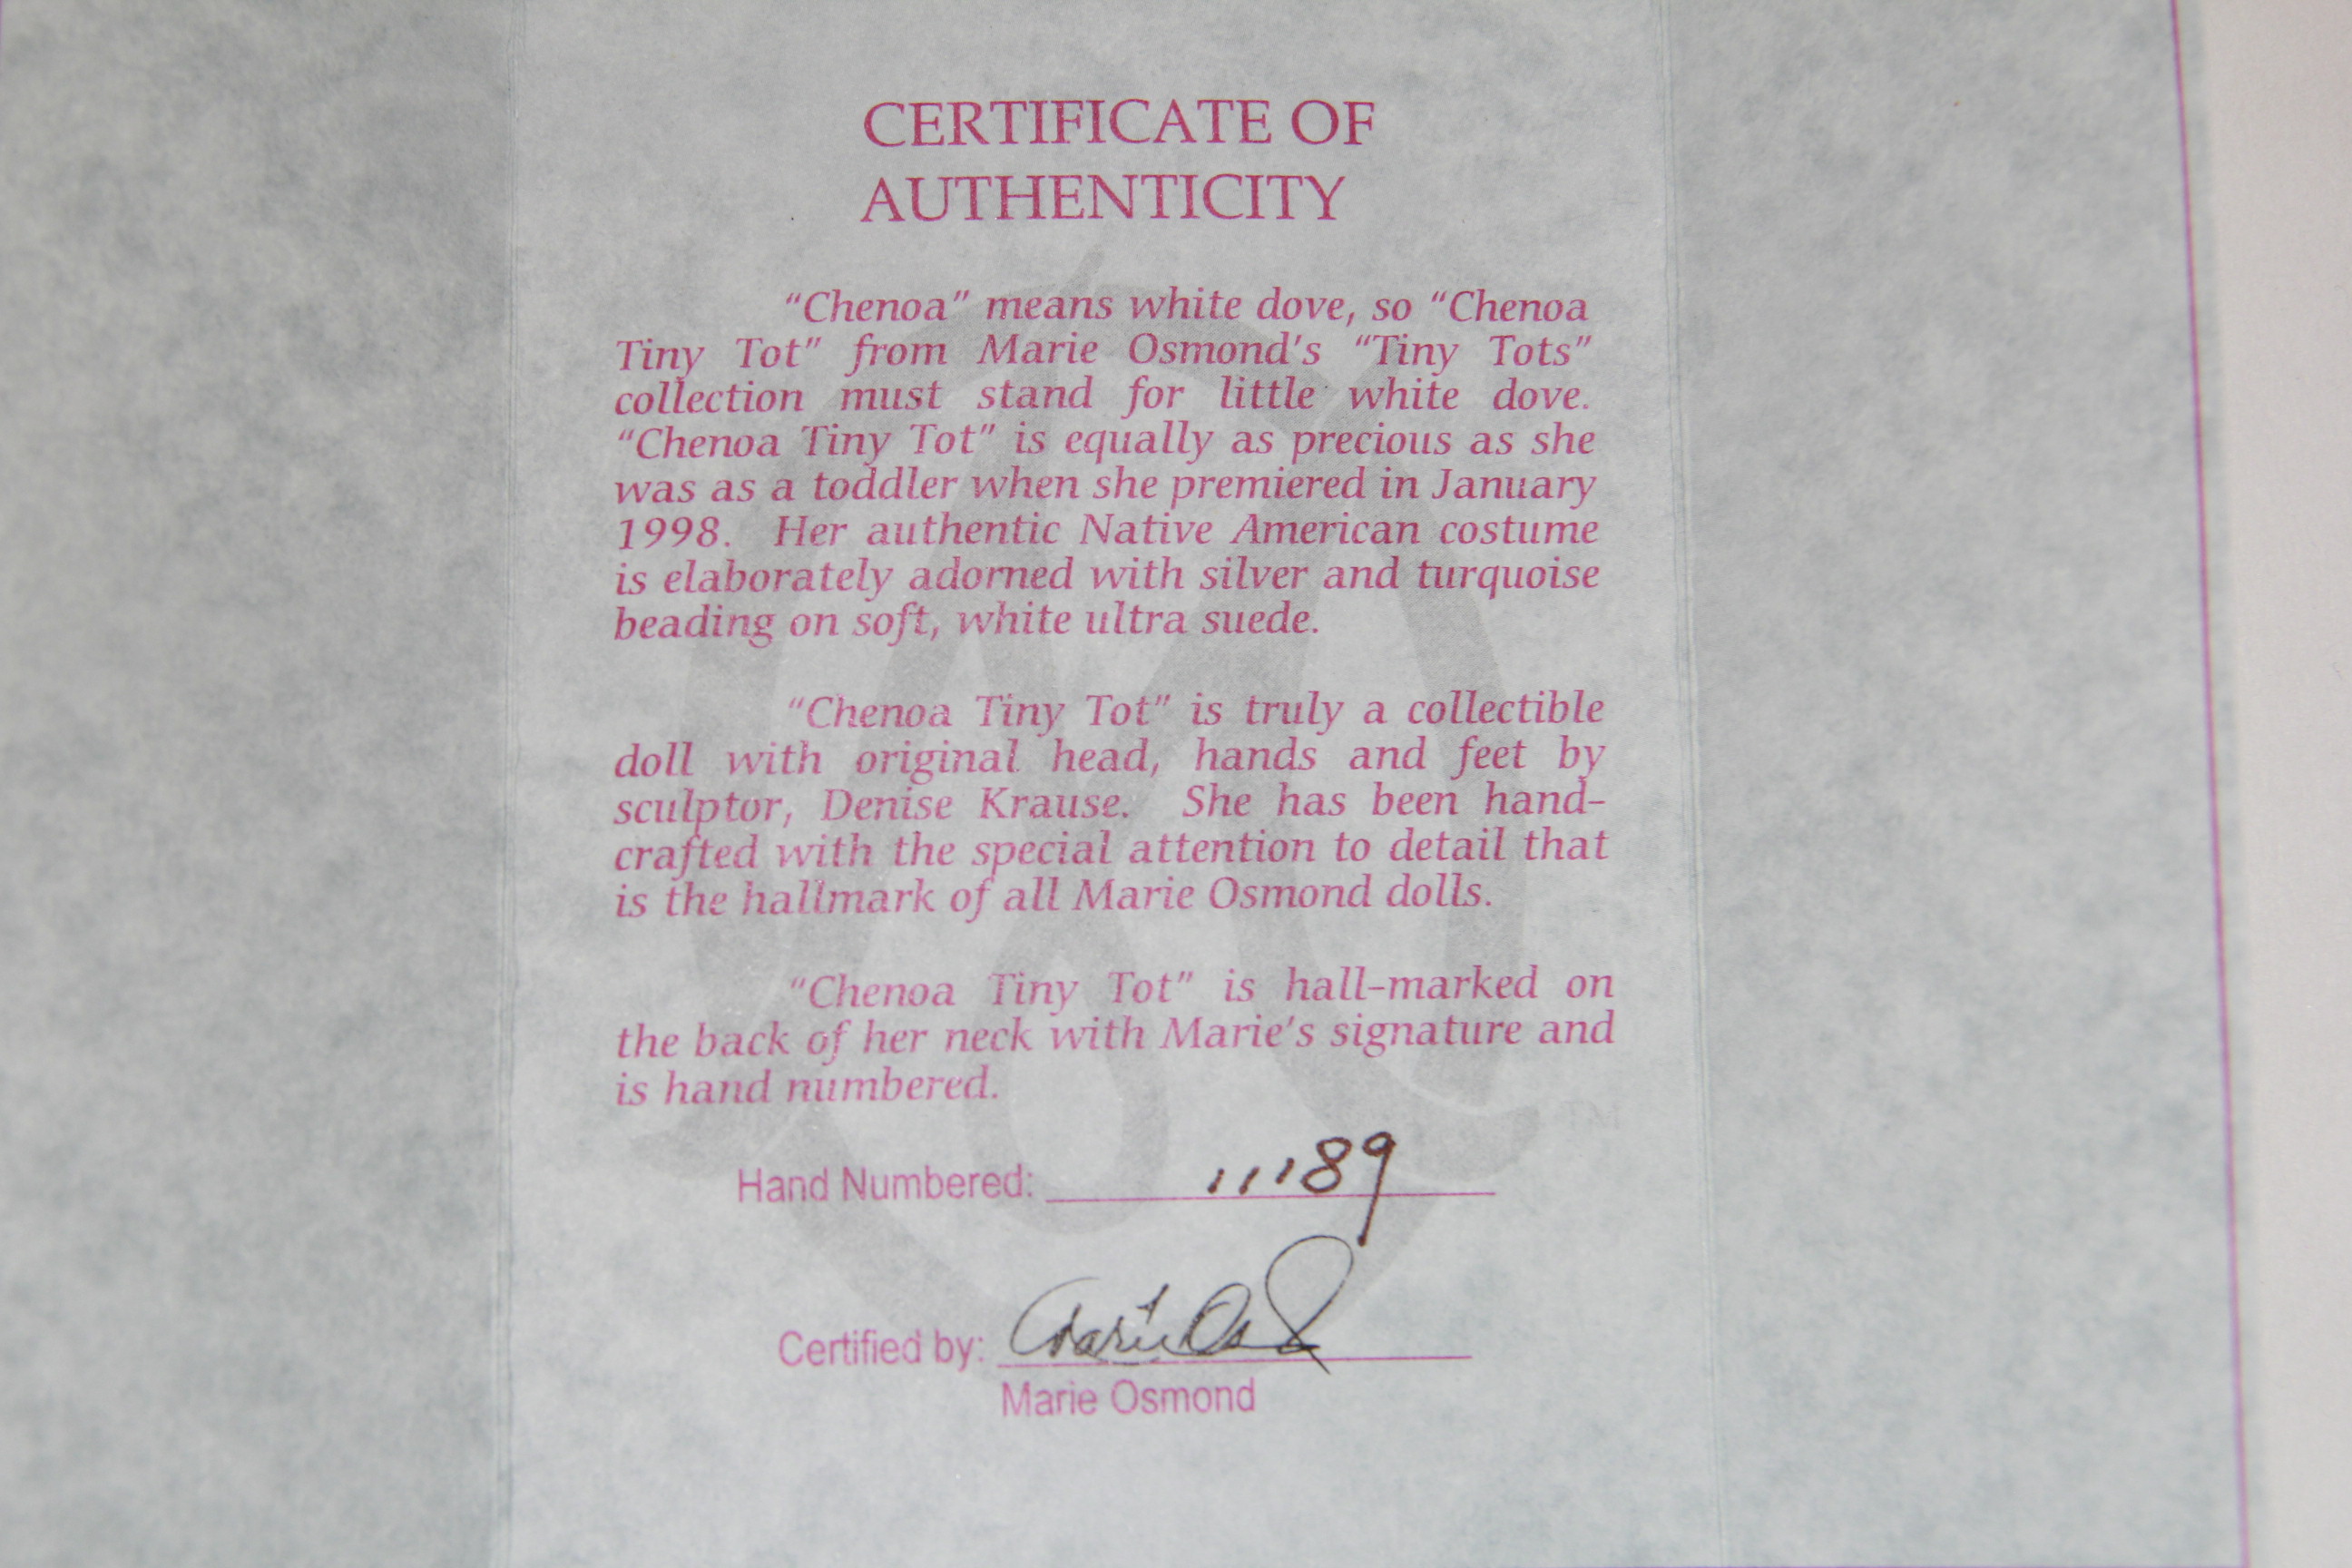 CERTIFICATE OF
AUTHENTICITY
“Chenoa” means white dove, so “Chenoa
Tiny Tot” from Marie Osmond's “Tiny Tots”
collection must stand for little white dove.
“Chenoa Tiny Tot” is equally as precious as she
was as a toddler when she premiered in January
1998. Her authentic Native American costume
is elaborately adorned with silver and turquoise
beading on soft, white ultra suede.
“Chenoa Tiny Tot” is truly a collectible
doll with original head, hands and feet by
sculptor, Denise Krause. She has been hand-
crafted with the special attention to detail that
is the hallmark of all Marie Osmond dolls.
“Chenoa Tiny Tot” is hall-marked on
the back of her neck with Marie's signature and
is hand numbered.
Hand Numbered: 11189
Certified by: Marie Os
Marie Osmond